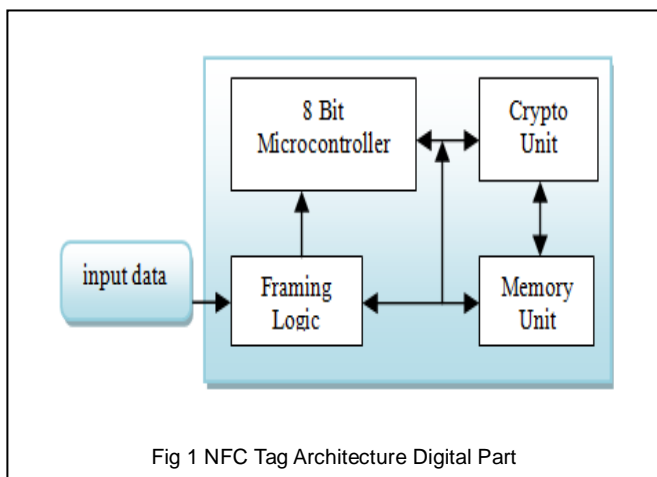 8 Bit
Microcontroller
Crypto
Unit
input data
Framing
Logic
Memory
Unit
Fig 1 NFC Tag Architecture Digital Part